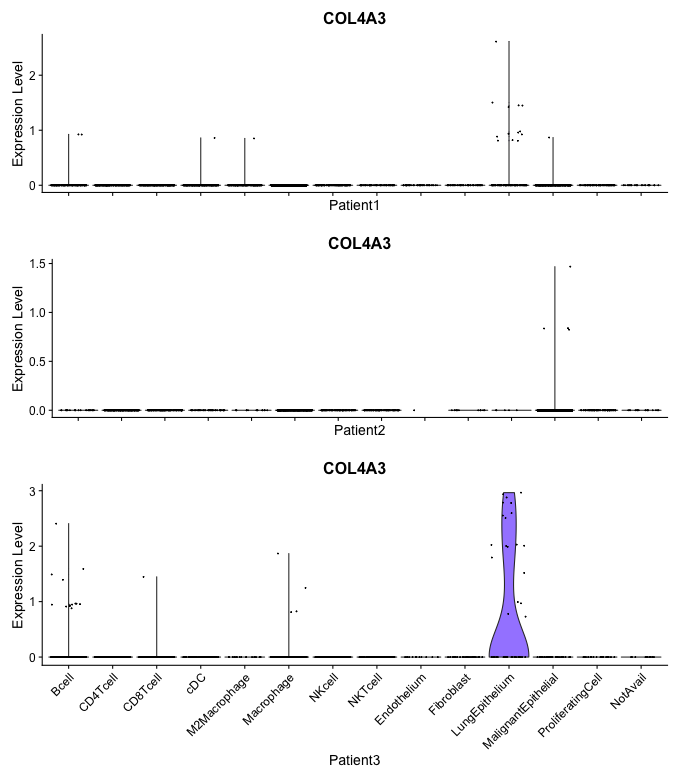 COL4A3
Expression Level
2
1
0
Patient1
COL4A3
Expression Level
1.5
1.0
0.5
0.0
Patient2
COL4A3
Expression Level
3
2
1
0
Bcell
CD4Tcell
CD8Tcell
cDC
M2Macrophage
Macrophage
NKcell
NKTcell
Endothelium
Fibroblast
LungEpithelium
MalignantEpithelial
ProliferatingCell
NotAvail
Patient3